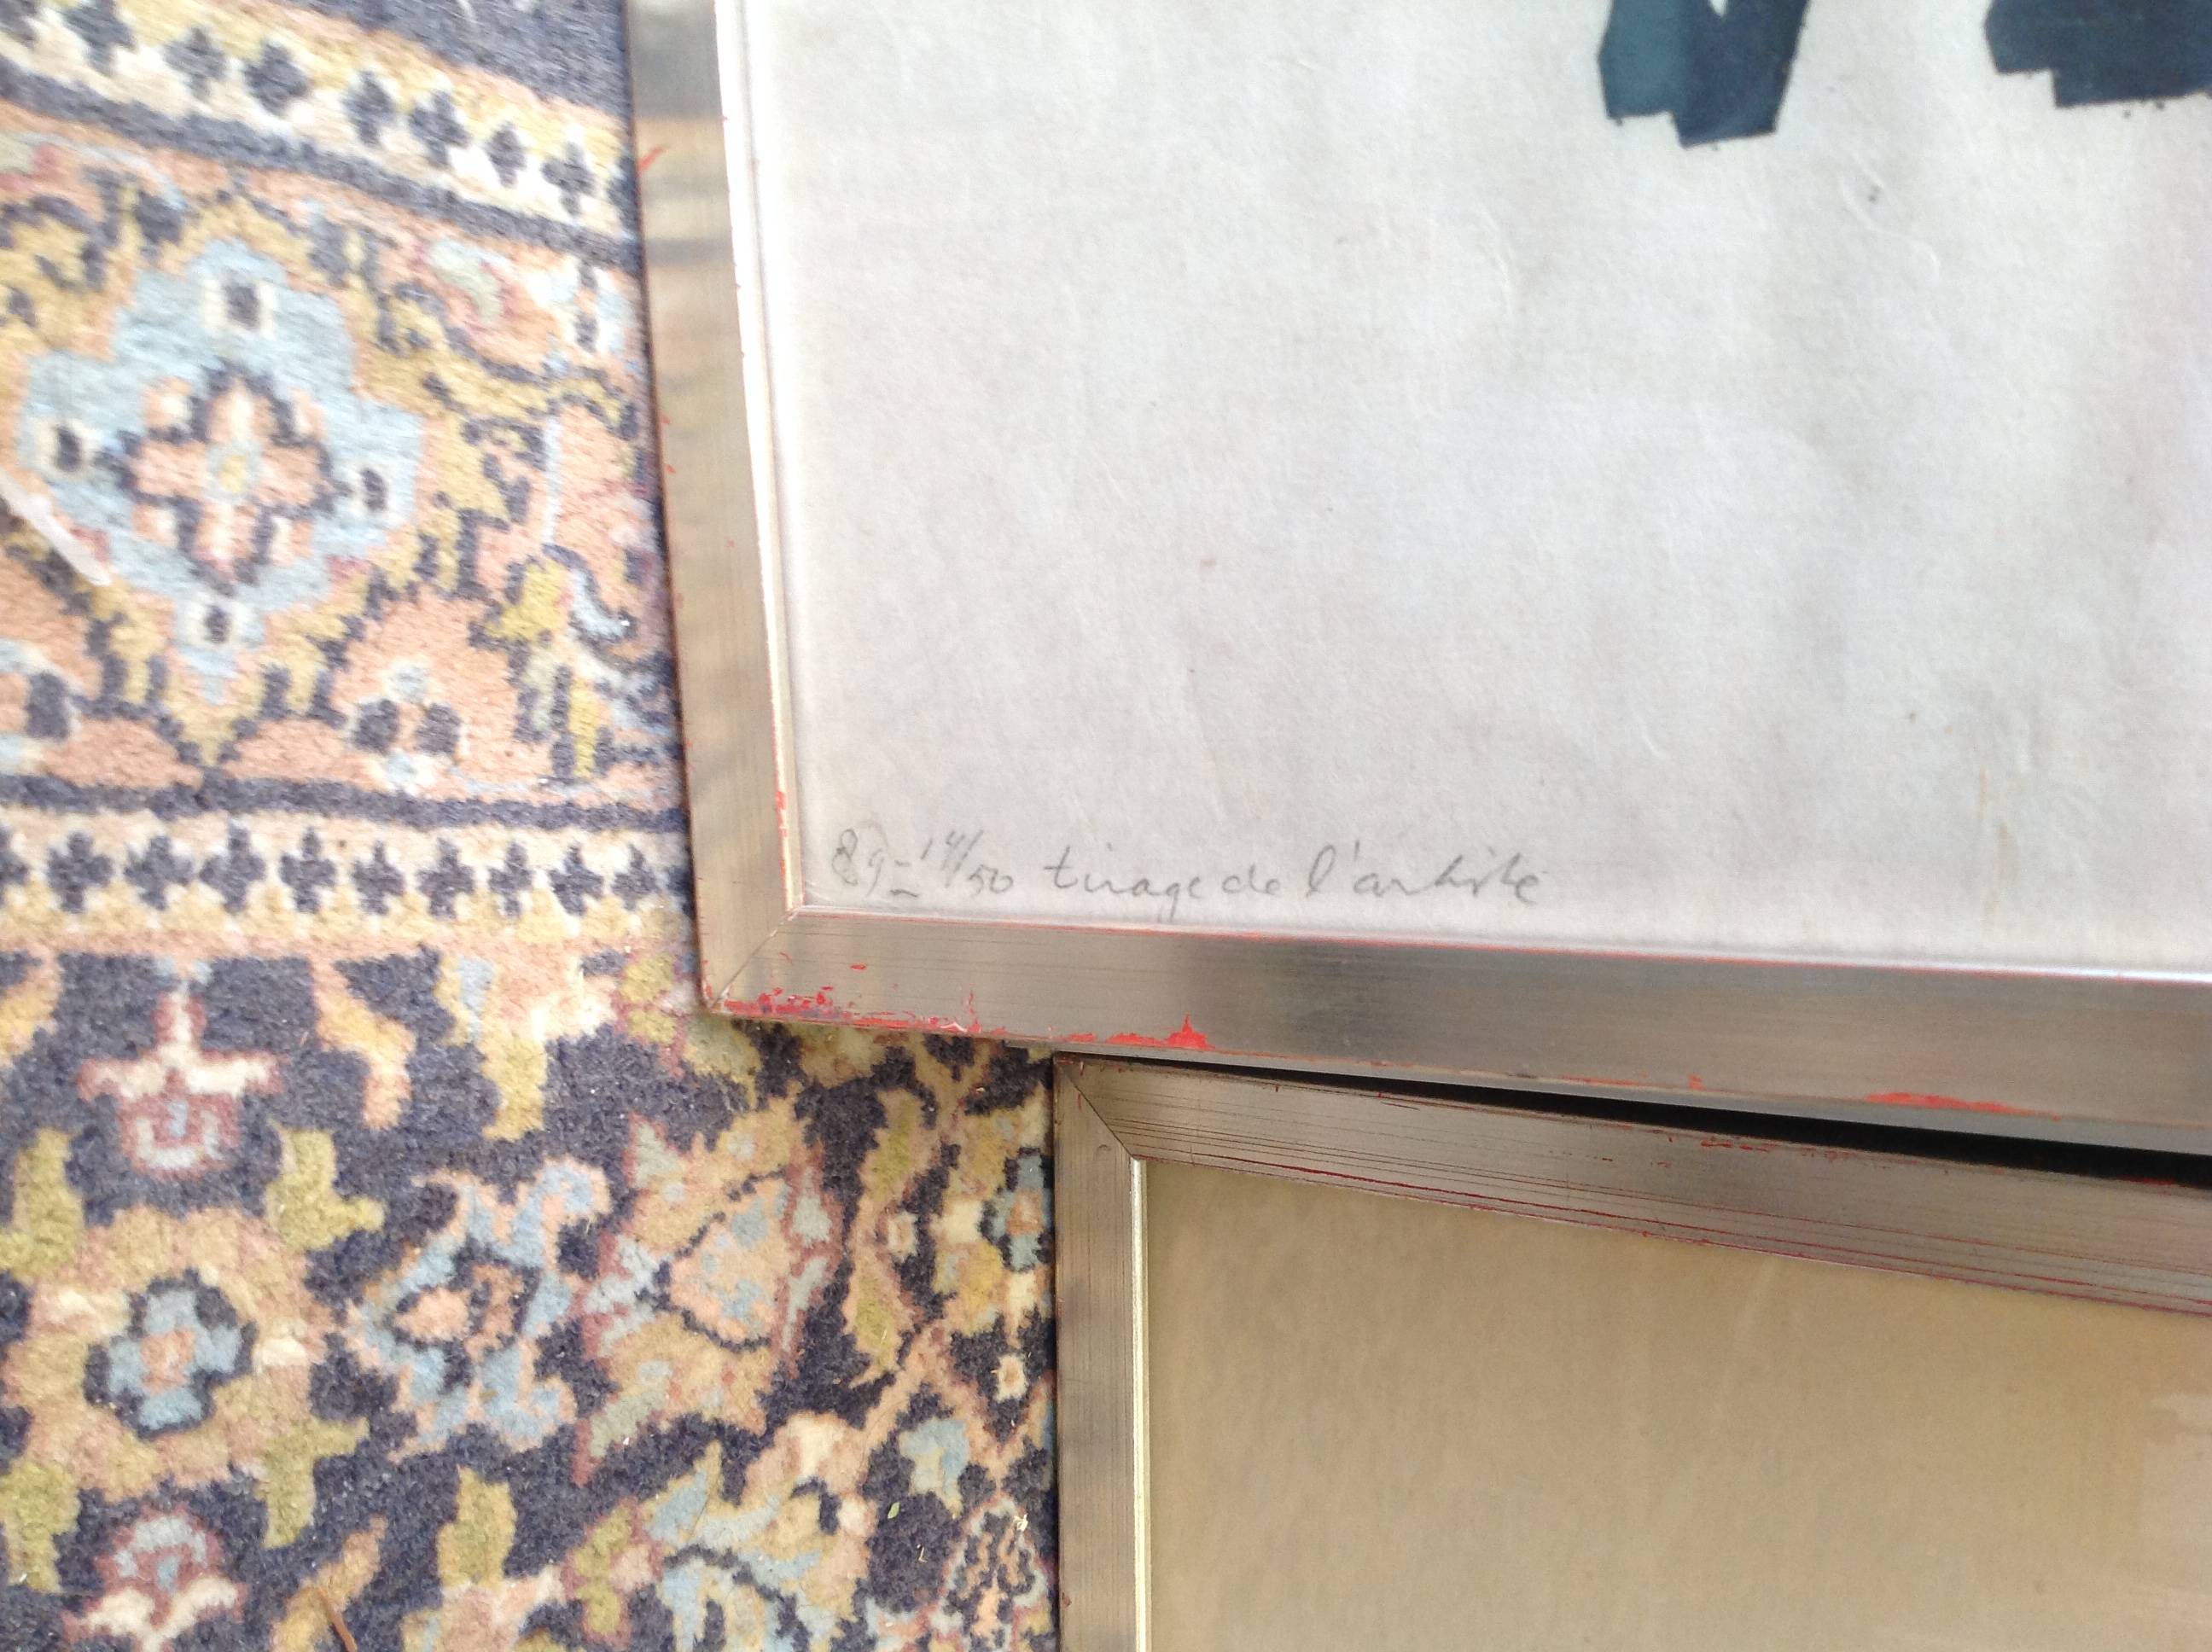 89-14/50 tirage de l'artiste